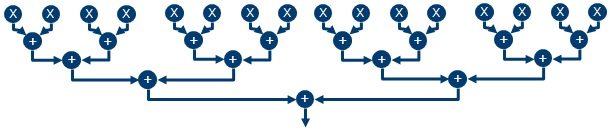 X X X X X X X X X X X X X X X X
+ + + + + + + +
+ + + +
+ +
+